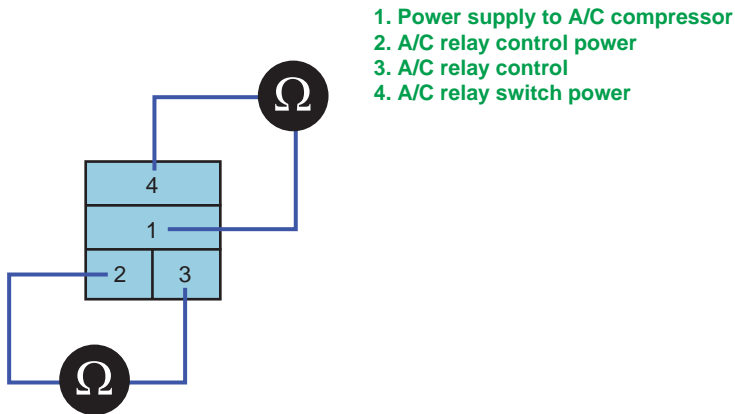 1. Power supply to A/C compressor
2. A/C relay control power
3. A/C relay control
4. A/C relay switch power
Ω
4
1
2 3
Ω